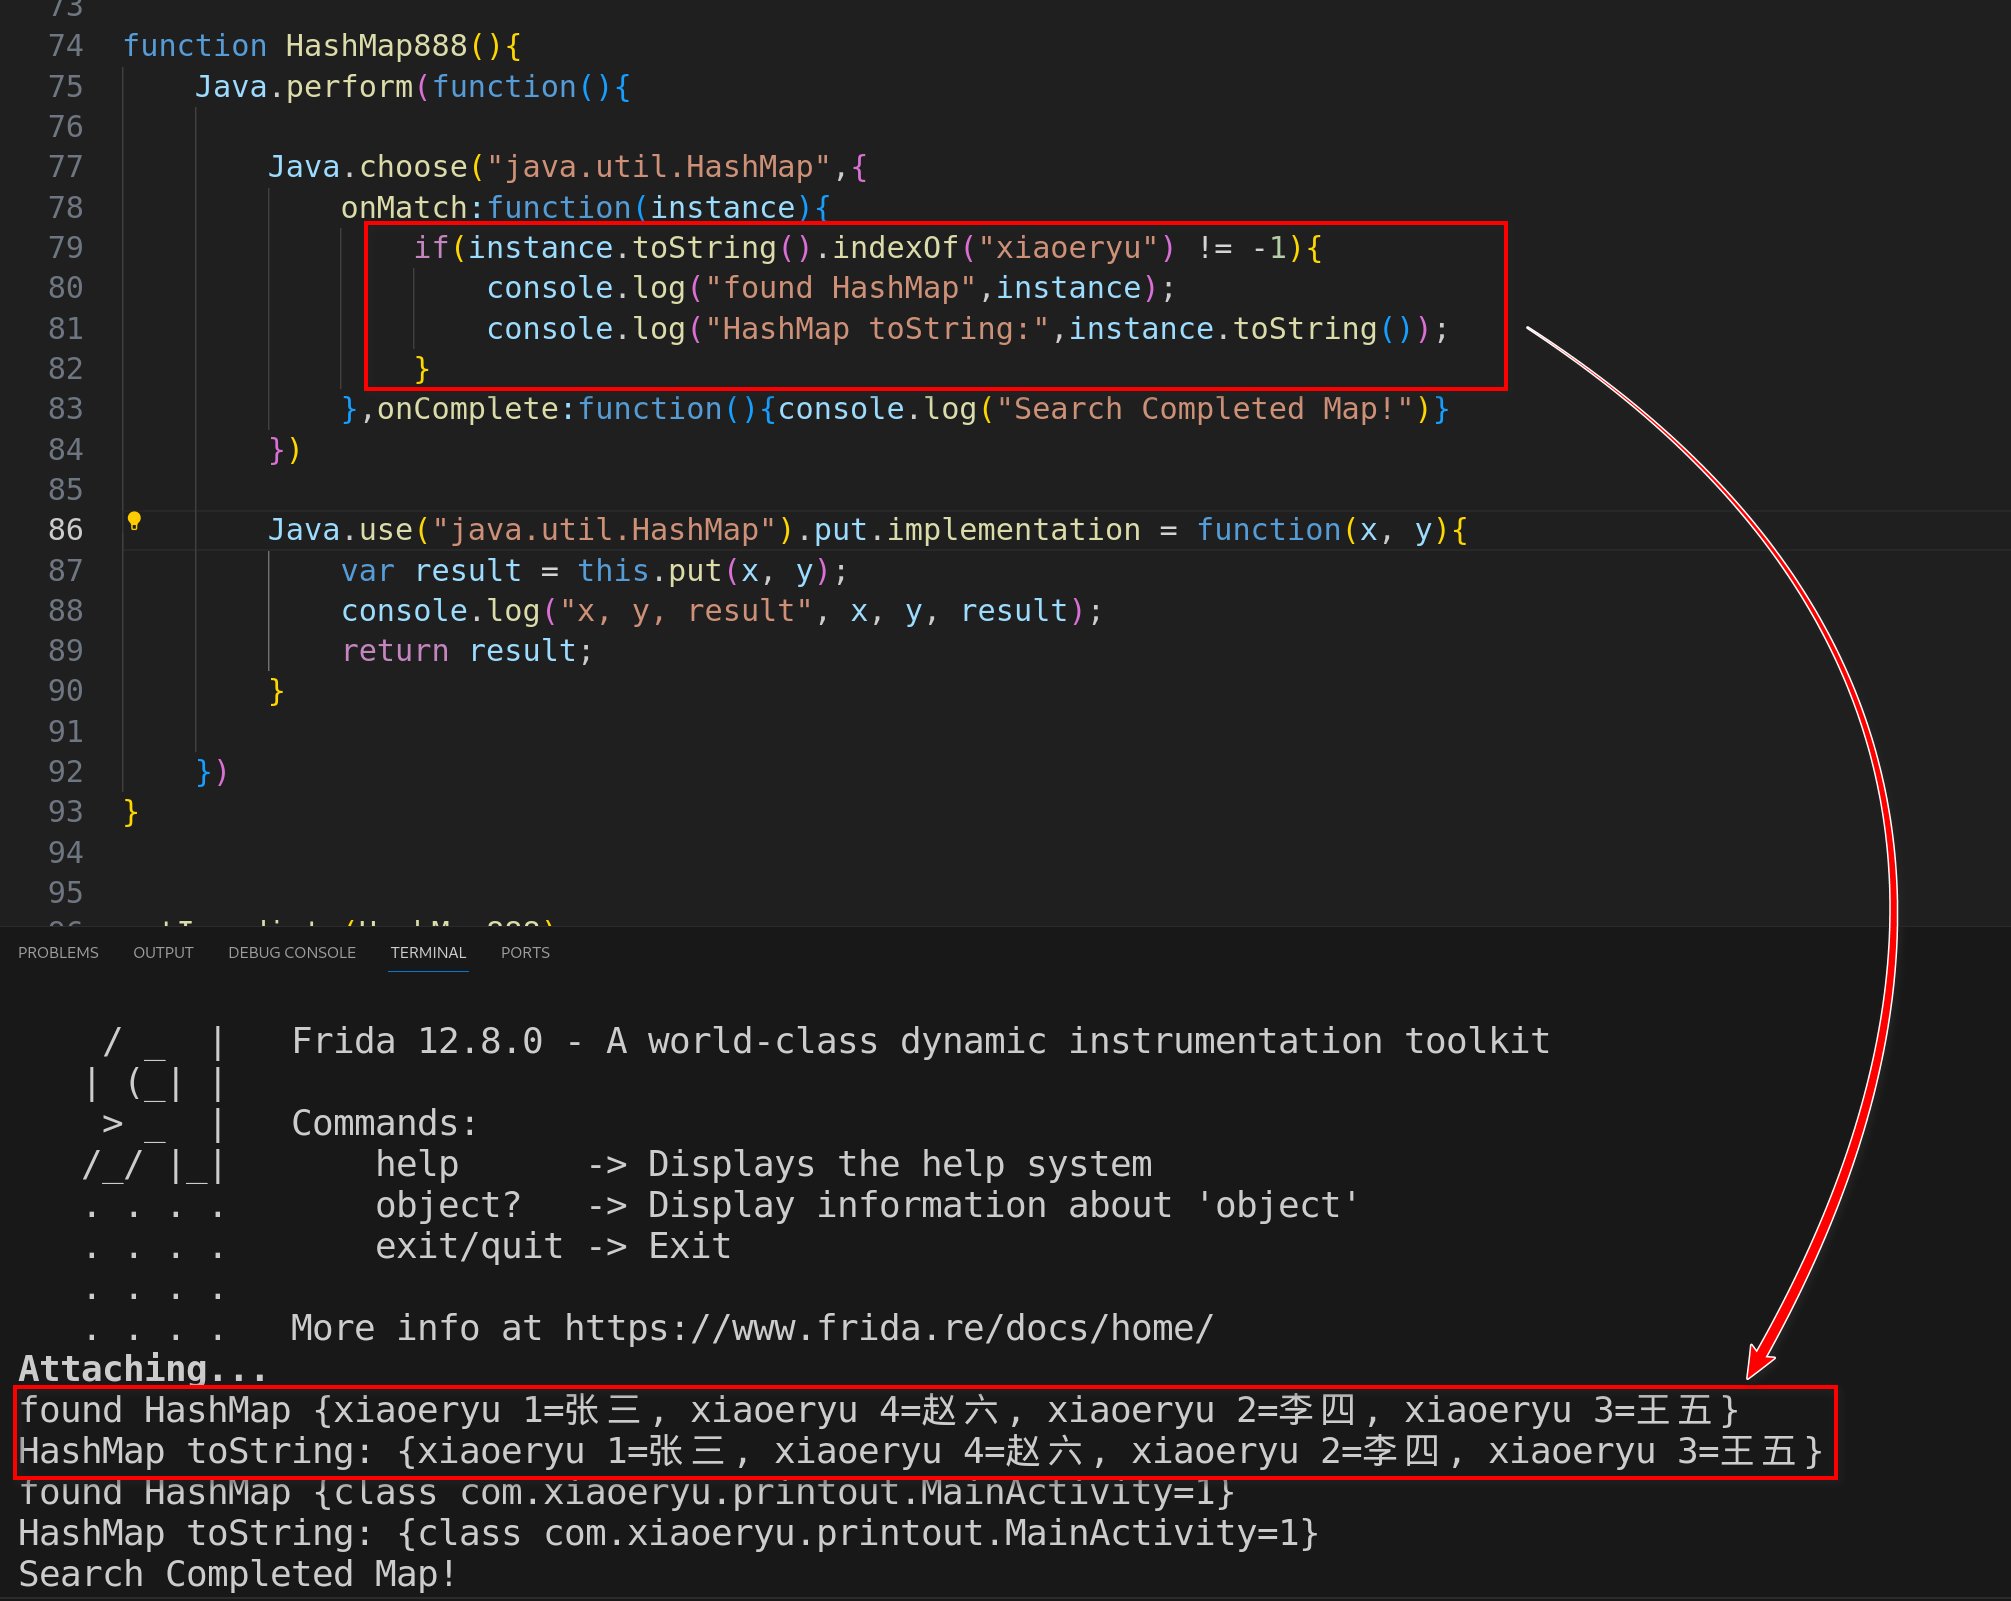 73
74 function HashMap888(){
75 Java.perform(function(){
76
77 Java.choose("java.util.HashMap",{
78 onMatch:function(instance){
79 if(instance.toString().indexOf("xiaoeryu") != -1){
80 console.log("found HashMap",instance);
81 console.log("HashMap toString:",instance.toString());
82 }
83 },onComplete:function(){console.log("Search Completed Map!")}
84 })
85
86 Java.use("java.util.HashMap").put.implementation = function(x, y){
87 var result = this.put(x, y);
88 console.log("x, y, result", x, y, result);
89 return result;
90 }
91
92 })
93 }
94
95
PROBLEMS OUTPUT DEBUG CONSOLE TERMINAL PORTS
/ _  | Frida 12.8.0 - A world-class dynamic instrumentation toolkit
| (_| |
> _  | Commands:
/_/ |_| help -> Displays the help system
. . . . object? -> Display information about 'object'
. . . . exit/quit -> Exit
. . . .
. . . . More info at https://www.frida.re/docs/home/
Attaching...
found HashMap {xiaoeryu 1=张三, xiaoeryu 4=赵六, xiaoeryu 2=李四, xiaoeryu 3=王五}
HashMap toString: {xiaoeryu 1=张三, xiaoeryu 4=赵六, xiaoeryu 2=李四, xiaoeryu 3=王五}
found HashMap {class com.xiaoeryu.printout.MainActivity=1}
HashMap toString: {class com.xiaoeryu.printout.MainActivity=1}
Search Completed Map!